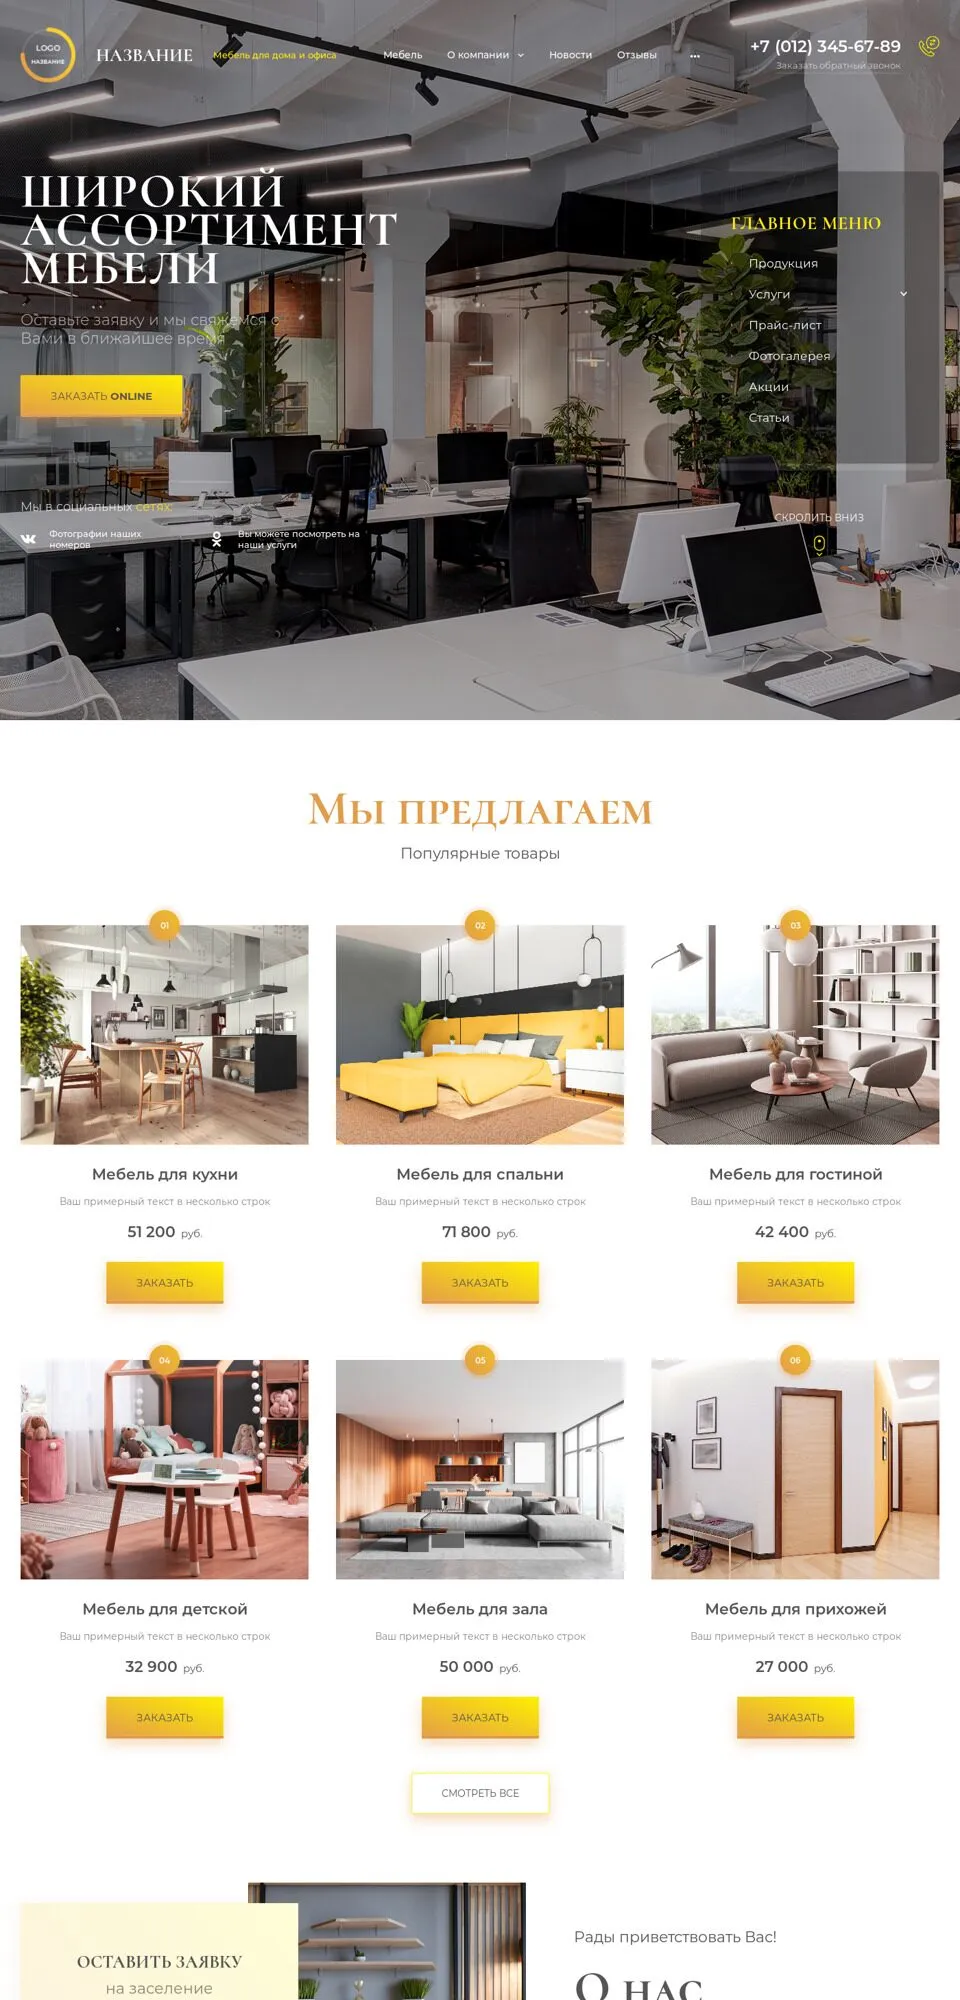 LOGO
НАЗВАНИЕ
НАЗВАНИЕ
Мебель для дома и офиса
Мебель
О компании
Новости
Отзывы
+7 (012) 345-67-89
Заказать обратный звонок
ШИРОКИЙ
АССОРТИМЕНТ
МЕБЕЛИ
Оставьте заявку и мы свяжемся с
Вами в ближайшее время
ЗАКАЗАТЬ ONLINE
Мы в социальных сетях:
Фотографии наших
номеров
Вы можете посмотреть на
наши услуги
ГЛАВНОЕ МЕНЮ
Продукция
Услуги
Прайс-лист
Фотогалерея
Акции
Статьи
СКРОЛИТЬ ВНИЗ
Мы предлагаем
Популярные товары
01
02
03
Мебель для кухни
Мебель для спальни
Мебель для гостиной
Ваш примерный текст в несколько строк
Ваш примерный текст в несколько строк
Ваш примерный текст в несколько строк
51 200 руб.
71 800 руб.
42 400 руб.
ЗАКАЗАТЬ
ЗАКАЗАТЬ
ЗАКАЗАТЬ
04
05
06
Мебель для детской
Мебель для зала
Мебель для прихожей
Ваш примерный текст в несколько строк
Ваш примерный текст в несколько строк
Ваш примерный текст в несколько строк
32 900 руб.
50 000 руб.
27 000 руб.
ЗАКАЗАТЬ
ЗАКАЗАТЬ
ЗАКАЗАТЬ
СМОТРЕТЬ ВСЕ
ОСТАВИТЬ ЗАЯВКУ
на заселение
Рады приветствовать Вас!
О нас